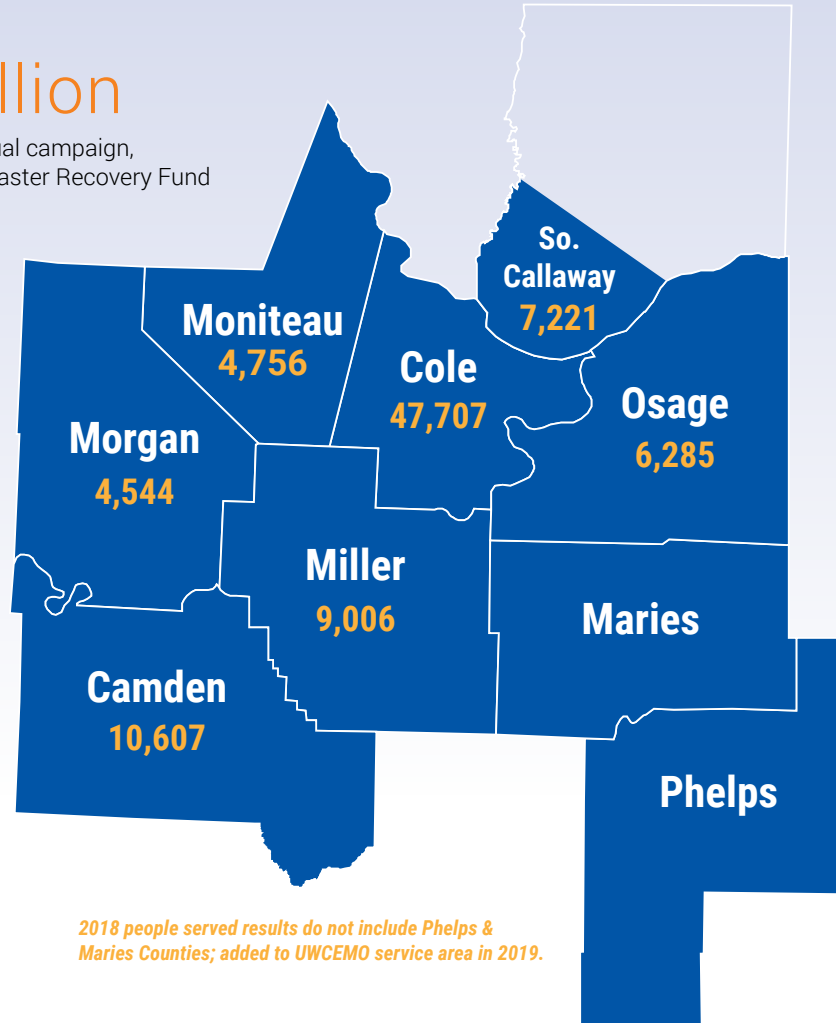 llion
ual campaign,
aster Recovery Fund
So.
Callaway
7,221
Moniteau
4,756
Cole
47,707
Osage
6,285
Morgan
4,544
Miller
9,006
Maries
Camden
10,607
Phelps
2018 people served results do not include Phelps &
Maries Counties; added to UWCEMO service area in 2019.